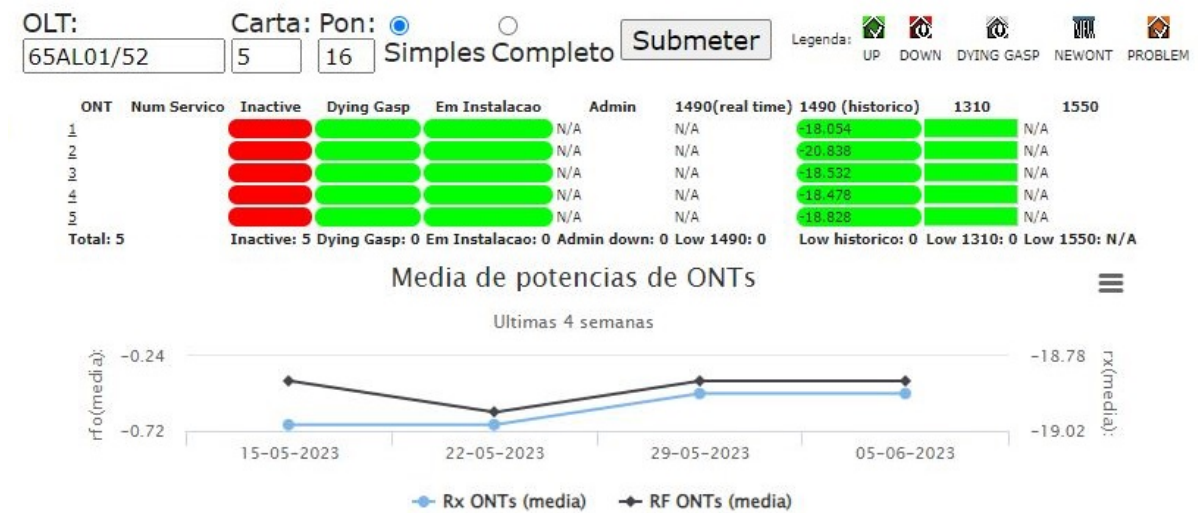 OLT: Carta: Pon:
65AL01/52 5 16 Simples Completo Submeter Legenda: UP DOWN DYING GASP NEWONT PROBLEM
ONT Num Servico Inactive Dying Gasp Em Instalacao Admin 1490(real time) 1490 (historico) 1310 1550
1 N/A N/A -18.054 N/A
2 N/A N/A -20.838 N/A
3 N/A N/A -18.532 N/A
4 N/A N/A -18.478 N/A
5 N/A N/A -18.828 N/A
Total: 5 Inactive: 5 Dying Gasp: 0 Em Instalacao: 0 Admin down: 0 Low 1490: 0 Low historico: 0 Low 1310: 0 Low 1550: N/A
Media de potencias de ONTs
Ultimas 4 semanas
rfo(media):
-0.24
-0.72
-18.78
-19.02
rx(media):
15-05-2023 22-05-2023 29-05-2023 05-06-2023
Rx ONTs (media) RF ONTs (media)